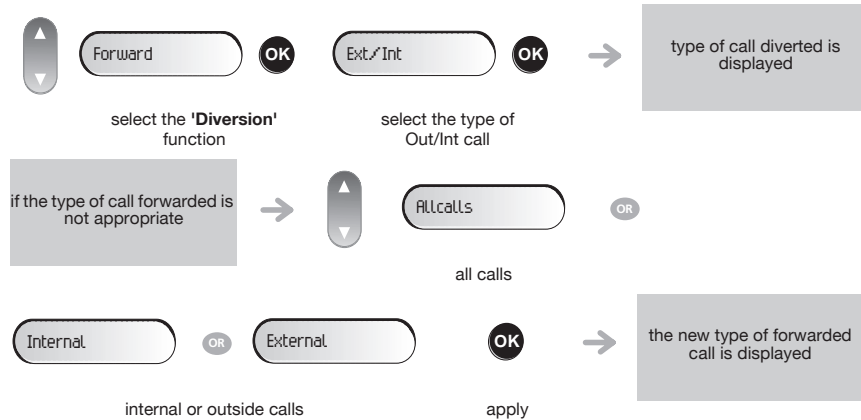 Forward OK Ext/Int OK type of call diverted is
displayed
select the 'Diversion'
function
select the type of
Out/Int call
if the type of call forwarded is
not appropriate
Allcalls OR
all calls
Internal OR External OK the new type of forwarded
call is displayed
internal or outside calls apply